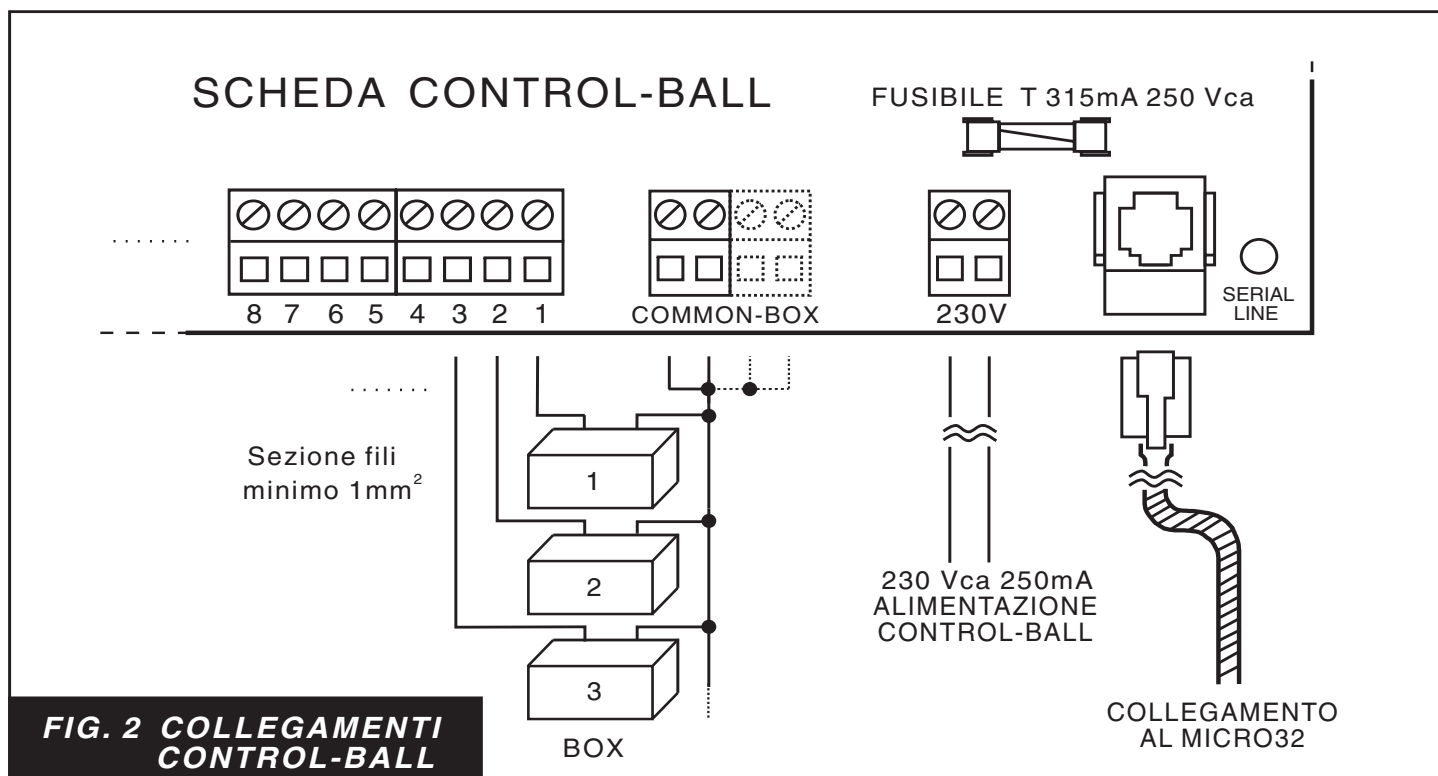 SCHEDA CONTROL-BALL
FUSIBILE T 315mA 250 Vca
8 7 6 5 4 3 2 1
COMMON-BOX
230V
SERIAL
LINE
Sezione fili
minimo 1mm²
1
2
3
BOX
230 Vca 250mA
ALIMENTAZIONE
CONTROL-BALL
COLLEGAMENTO
AL MICRO32
FIG. 2 COLLEGAMENTI
CONTROL-BALL